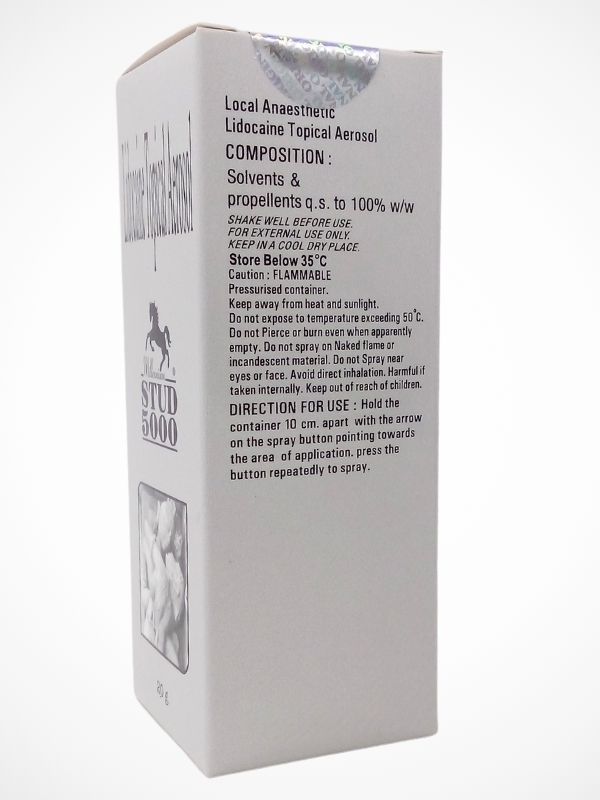 Lidocaine Topical Aerosol
STUD
5000
20 g
Local Anaesthetic
Lidocaine Topical Aerosol
COMPOSITION :
Solvents &
propellents q.s. to 100% w/w
SHAKE WELL BEFORE USE.
FOR EXTERNAL USE ONLY.
KEEP IN A COOL DRY PLACE.
Store Below 35°C
Caution : FLAMMABLE
Pressurised container.
Keep away from heat and sunlight.
Do not expose to temperature exceeding 50°C.
Do not Pierce or burn even when apparently
empty. Do not spray on Naked flame or
incandescent material. Do not Spray near
eyes or face. Avoid direct inhalation. Harmful if
taken internally. Keep out of reach of children.
DIRECTION FOR USE : Hold the
container 10 cm. apart with the arrow
on the spray button pointing towards
the area of application. press the
button repeatedly to spray.